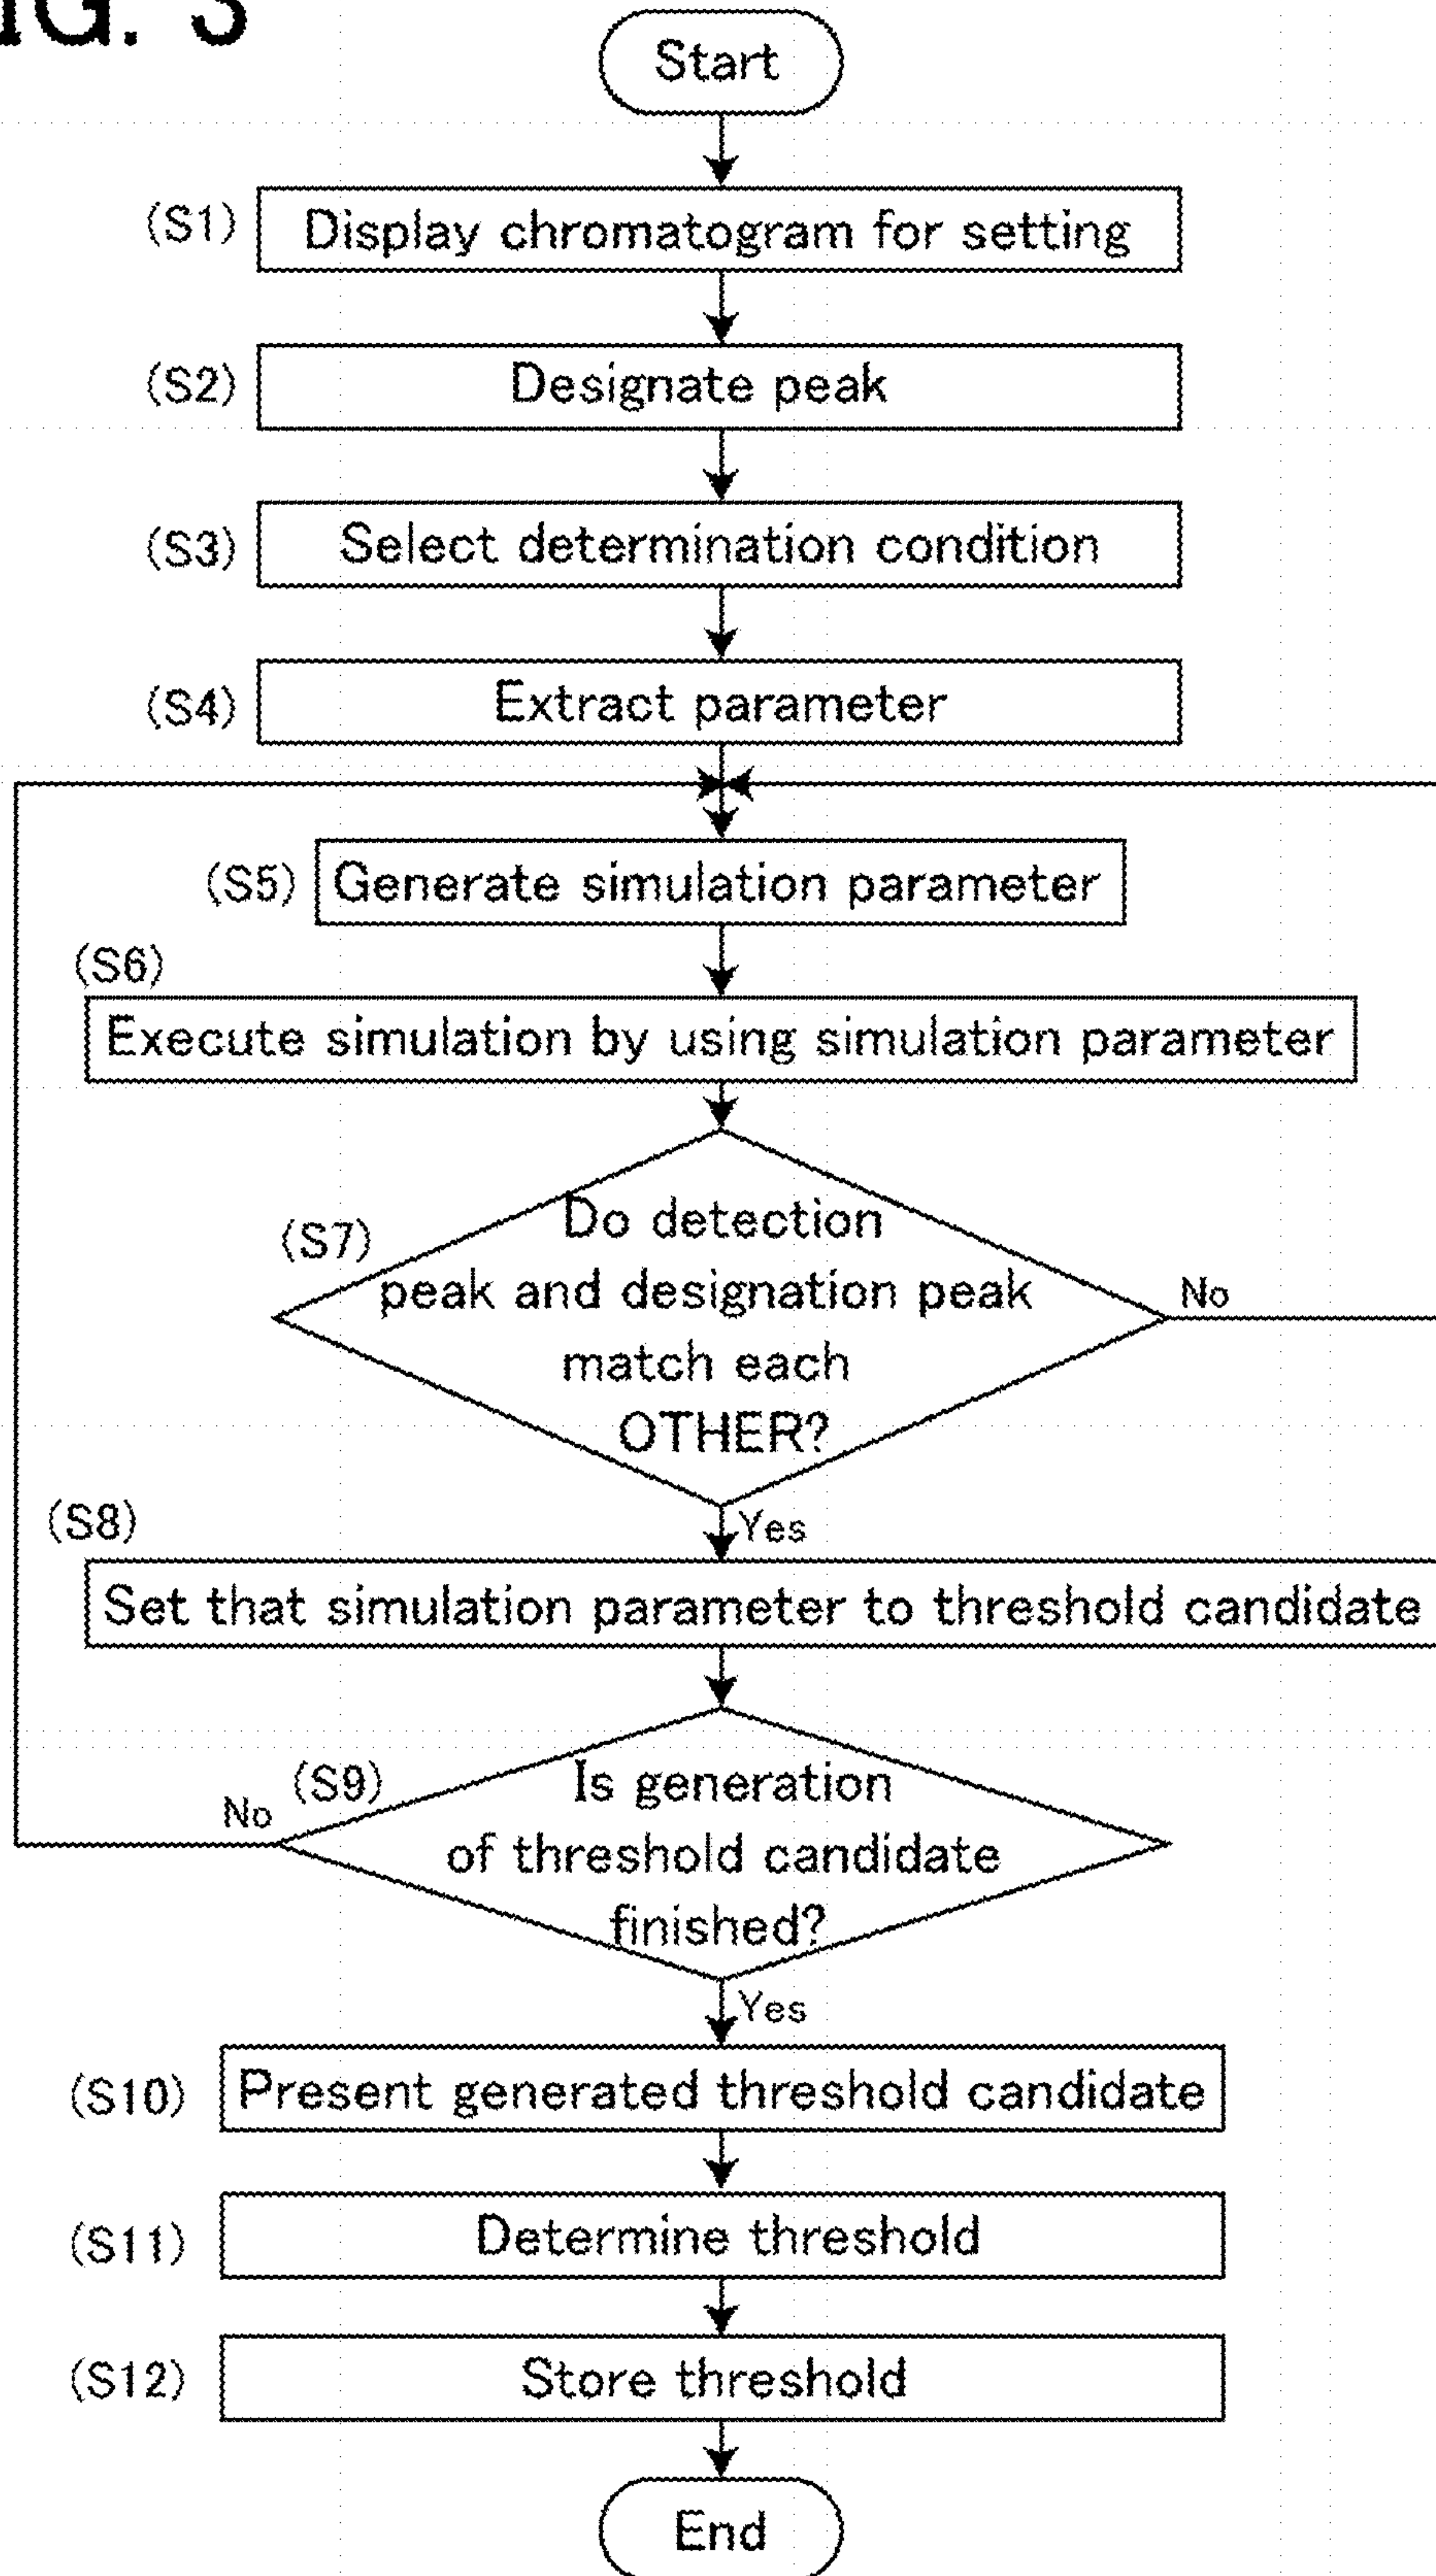 IG. 3
Start
(S1) Display chromatogram for setting
(S2) Designate peak
(S3) Select determination condition
(S4) Extract parameter
(S5) Generate simulation parameter
(S6)
Execute simulation by using simulation parameter
(S7)
Do detection
peak and designation peak
match each
OTHER?
No
Yes
(S8)
Set that simulation parameter to threshold candidate
(S9)
No
Is generation
of threshold candidate
finished?
Yes
(S10) Present generated threshold candidate
(S11) Determine threshold
(S12) Store threshold
End